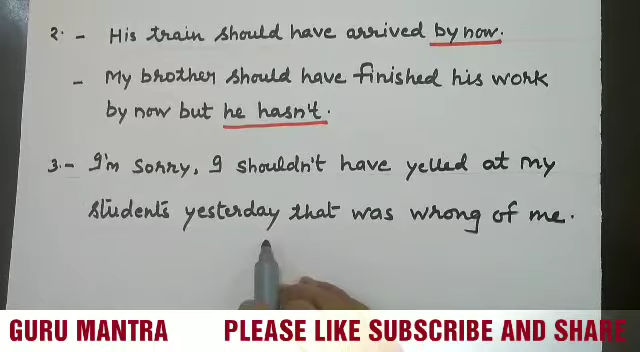 2. - His train should have arrived by now.
- My brother should have finished his work
by now but he hasn't.
3.- I'm sorry, I shouldn't have yelled at my
students yesterday that was wrong of me.
GURU MANTRA PLEASE LIKE SUBSCRIBE AND SHARE